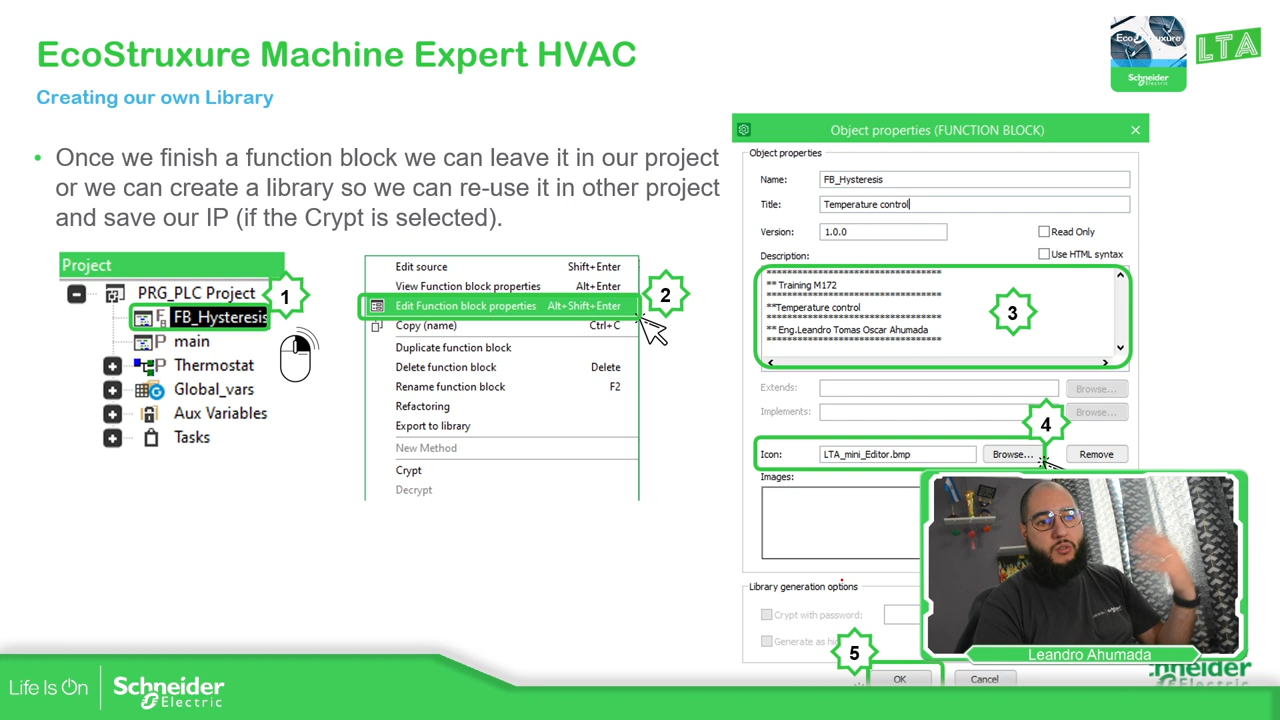 EcoStruxure Machine Expert HVAC
Creating our own Library
EcoStruxure
Schneider
Electric
LTA
• Once we finish a function block we can leave it in our project
or we can create a library so we can re-use it in other project
and save our IP (if the Crypt is selected).
Project
PRG_PLC Project
1
FB_Hysteresis
main
Thermostat
Global_vars
Aux Variables
Tasks
Edit source Shift+Enter
View Function block properties Alt+Enter
2
Edit Function block properties Alt+Shift+Enter
Copy (name) Ctrl+C
Duplicate function block
Delete function block Delete
Rename function block F2
Refactoring
Export to library
New Method
Crypt
Decrypt
Object properties (FUNCTION BLOCK)
Object properties
Name: FB_Hysteresis
Title: Temperature control
Version: 1.0.0 Read Only
Use HTML syntax
Description:
*************************************
** Training M172
*************************************
**Temperature control
*************************************
** Eng.Leandro Tomas Oscar Ahumada
*************************************
3
Extends: Browse...
Implements: Browse...
4
Icon: LTA_mini_Editor.bmp Browse... Remove
Images:
Library generation options
Crypt with password:
Generate as
5
OK Cancel
Leandro Ahumada
Life Is On
Schneider
Electric